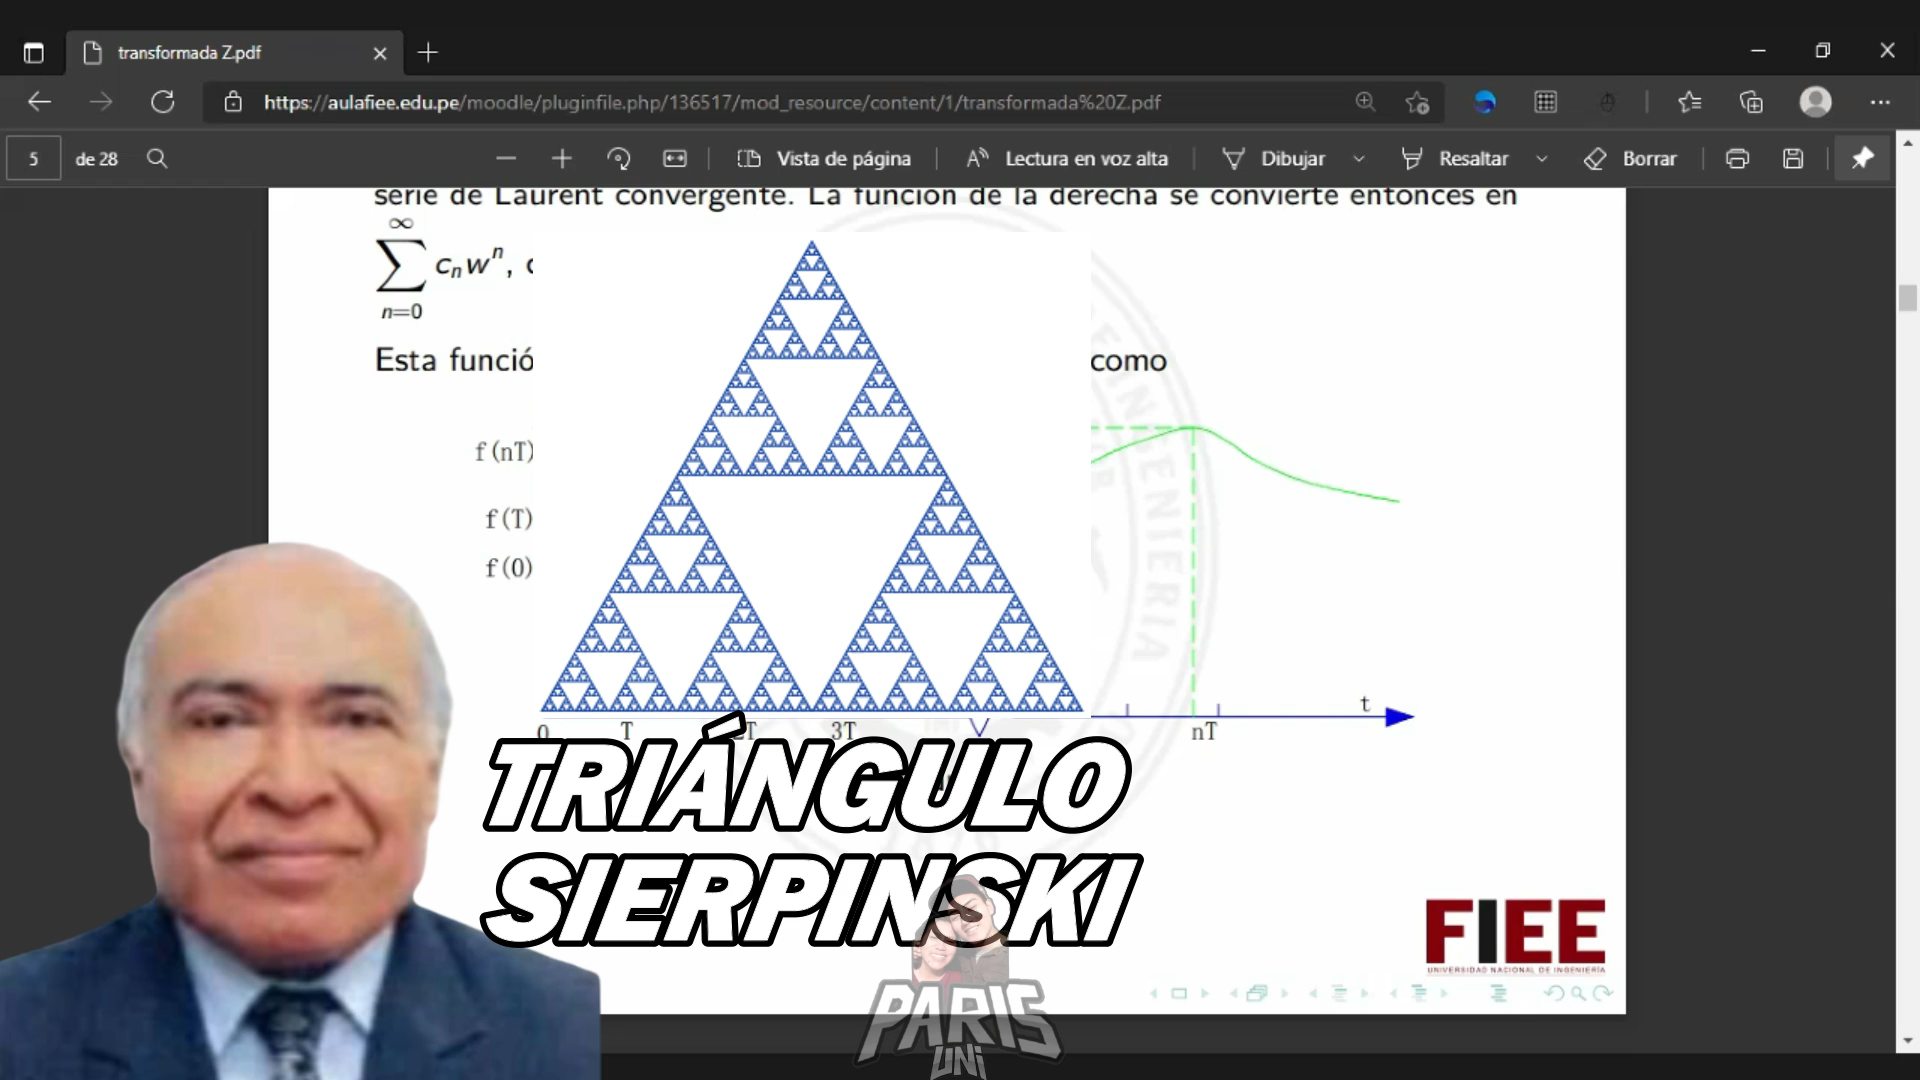 transformada Z.pdf
https://aulafiee.edu.pe/moodle/pluginfile.php/136517/mod_resource/content/1/transformada%20Z.pdf
5 de 28
Vista de página
Lectura en voz alta
Dibujar
Resaltar
Borrar
serie de Laurent convergente. La función de la derecha se convierte entonces en
∞
∑ cₙwⁿ,
n=0
Esta funció
como
f(nT)
f(T)
f(0)
t
0 T 2T 3T nT
TRIÁNGULO
SIERPINSKI
INGENIERIA
FIEE
UNIVERSIDAD NACIONAL DE INGENIERÍA
PARIS
UNi